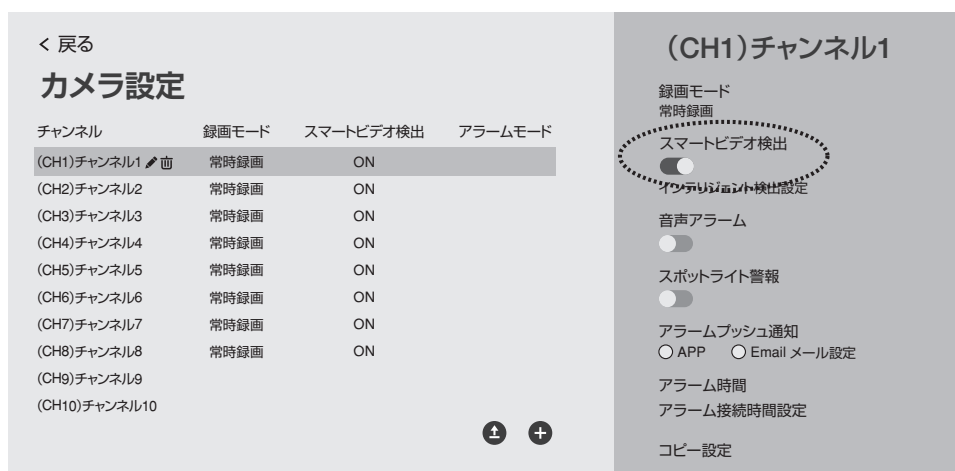 < 戻る
カメラ設定
チャンネル 録画モード スマートビデオ検出 アラームモード
(CH1)チャンネル1 常時録画 ON
(CH2)チャンネル2 常時録画 ON
(CH3)チャンネル3 常時録画 ON
(CH4)チャンネル4 常時録画 ON
(CH5)チャンネル5 常時録画 ON
(CH6)チャンネル6 常時録画 ON
(CH7)チャンネル7 常時録画 ON
(CH8)チャンネル8 常時録画 ON
(CH9)チャンネル9
(CH10)チャンネル10
(CH1)チャンネル1
録画モード
常時録画
スマートビデオ検出
インテリジェント検出設定
音声アラーム
スポットライト警報
アラームプッシュ通知
APP Email メール設定
アラーム時間
アラーム接続時間設定
コピー設定